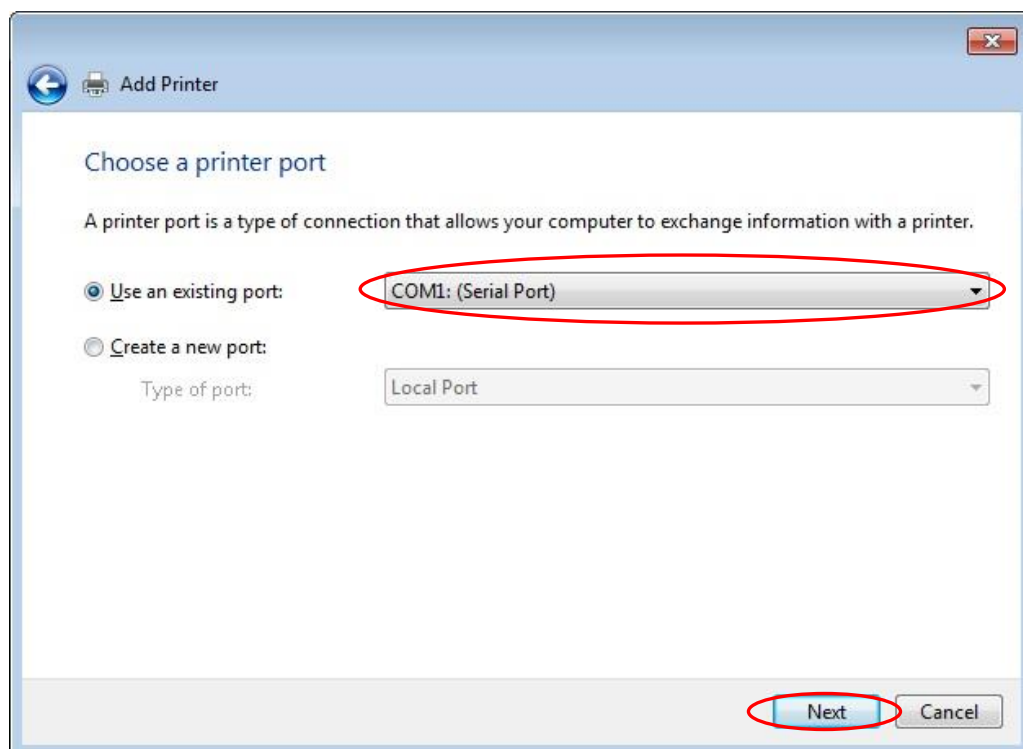 Add Printer
Choose a printer port
A printer port is a type of connection that allows your computer to exchange information with a printer.
Use an existing port: COM1: (Serial Port)
Create a new port:
Type of port: Local Port
Next Cancel